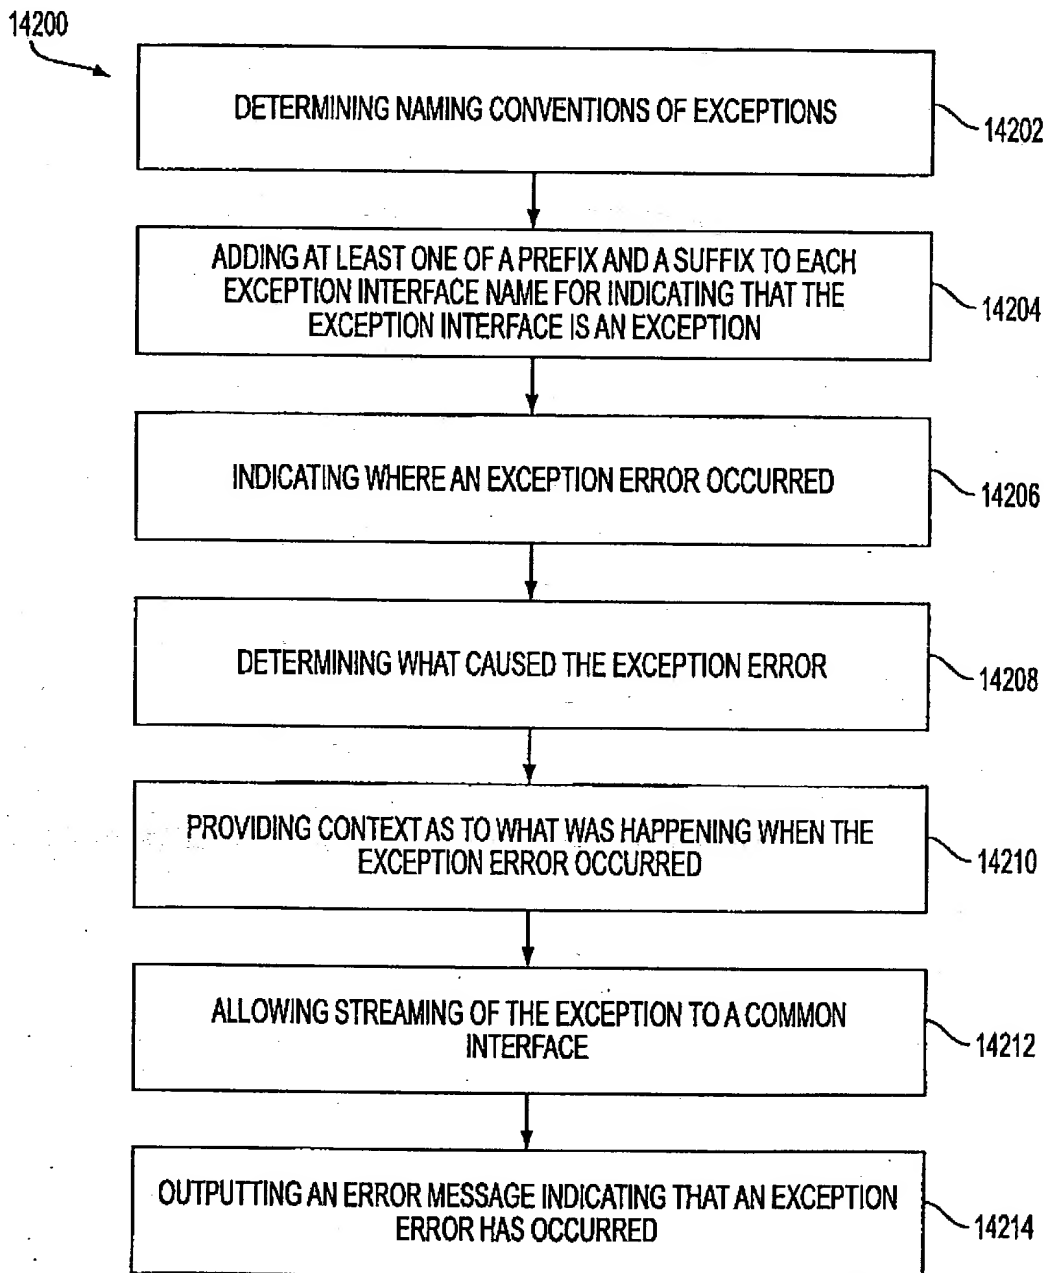 14200
DETERMINING NAMING CONVENTIONS OF EXCEPTIONS
14202
ADDING AT LEAST ONE OF A PREFIX AND A SUFFIX TO EACH
EXCEPTION INTERFACE NAME FOR INDICATING THAT THE
EXCEPTION INTERFACE IS AN EXCEPTION
14204
INDICATING WHERE AN EXCEPTION ERROR OCCURRED
14206
DETERMINING WHAT CAUSED THE EXCEPTION ERROR
14208
PROVIDING CONTEXT AS TO WHAT WAS HAPPENING WHEN THE
EXCEPTION ERROR OCCURRED
14210
ALLOWING STREAMING OF THE EXCEPTION TO A COMMON
INTERFACE
14212
OUTPUTTING AN ERROR MESSAGE INDICATING THAT AN EXCEPTION
ERROR HAS OCCURRED
14214